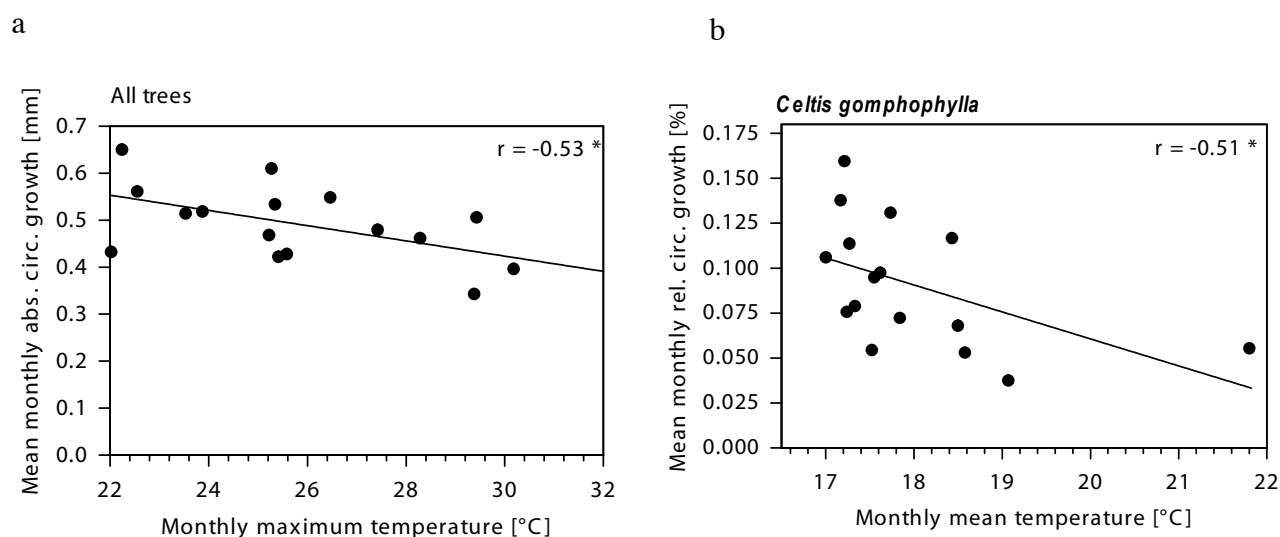 a
All trees
r = -0.53 *
Mean monthly abs. circ. growth [mm]
0.7
0.6
0.5
0.4
0.3
0.2
0.1
0.0
22 24 26 28 30 32
Monthly maximum temperature [°C]
b
Celtis gomphophylla
r = -0.51 *
Mean monthly rel. circ. growth [%]
0.175
0.150
0.125
0.100
0.075
0.050
0.025
0.000
17 18 19 20 21 22
Monthly mean temperature [°C]